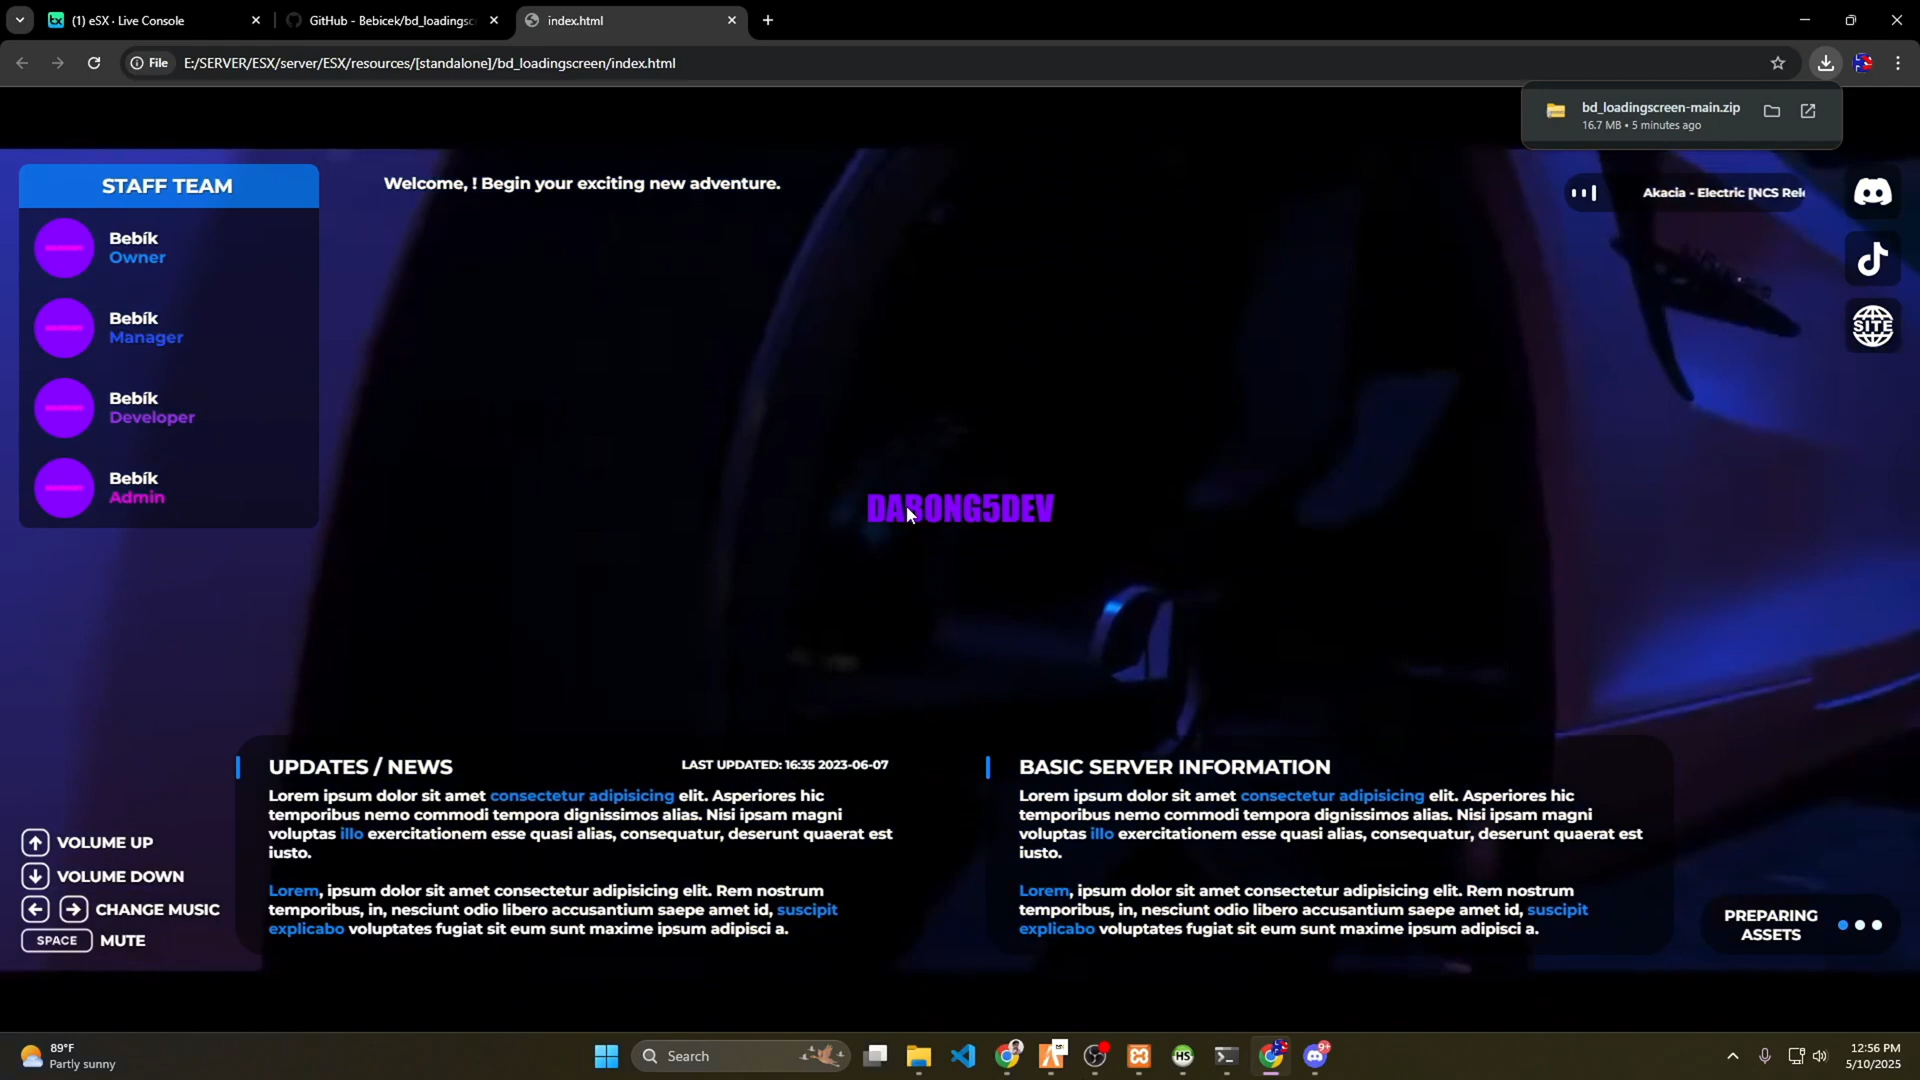 (1) eSX · Live Console
GitHub - Bebicek/bd_loadingsc
index.html
File
E:/SERVER/ESX/server/ESX/resources/[standalone]/bd_loadingscreen/index.html
bd_loadingscreen-main.zip
16.7 MB • 5 minutes ago
STAFF TEAM
Bebík
Owner
Bebík
Manager
Bebík
Developer
Bebík
Admin
Welcome, ! Begin your exciting new adventure.
Akacia - Electric [NCS Rele
SITE
DARONG5DEV
UPDATES / NEWS
LAST UPDATED: 16:35 2023-06-07
Lorem ipsum dolor sit amet consectetur adipisicing elit. Asperiores hic
temporibus nemo commodi tempora dignissimos alias. Nisi ipsam magni
voluptas illo exercitationem esse quasi alias, consequatur, deserunt quaerat est
iusto.
Lorem, ipsum dolor sit amet consectetur adipisicing elit. Rem nostrum
temporibus, in, nesciunt odio libero accusantium saepe amet id, suscipit
explicabo voluptates fugiat sit eum sunt maxime ipsum adipisci a.
BASIC SERVER INFORMATION
Lorem ipsum dolor sit amet consectetur adipisicing elit. Asperiores hic
temporibus nemo commodi tempora dignissimos alias. Nisi ipsam magni
voluptas illo exercitationem esse quasi alias, consequatur, deserunt quaerat est
iusto.
Lorem, ipsum dolor sit amet consectetur adipisicing elit. Rem nostrum
temporibus, in, nesciunt odio libero accusantium saepe amet id, suscipit
explicabo voluptates fugiat sit eum sunt maxime ipsum adipisci a.
VOLUME UP
VOLUME DOWN
CHANGE MUSIC
SPACE MUTE
PREPARING
ASSETS
89°F
Partly sunny
Search
HS
9+
12:56 PM
5/10/2025